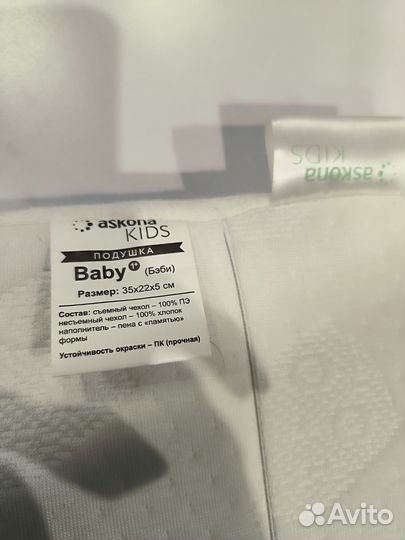 askona
KIDS
askona
KIDS
ПОДУШКА
Baby (Бэби)
Размер: 35x22x5 см
Состав: съемный чехол – 100% ПЭ
несъемный чехол – 100% хлопок
наполнитель – пена с «памятью»
формы
Устойчивость окраски – ПК (прочная)
Avito